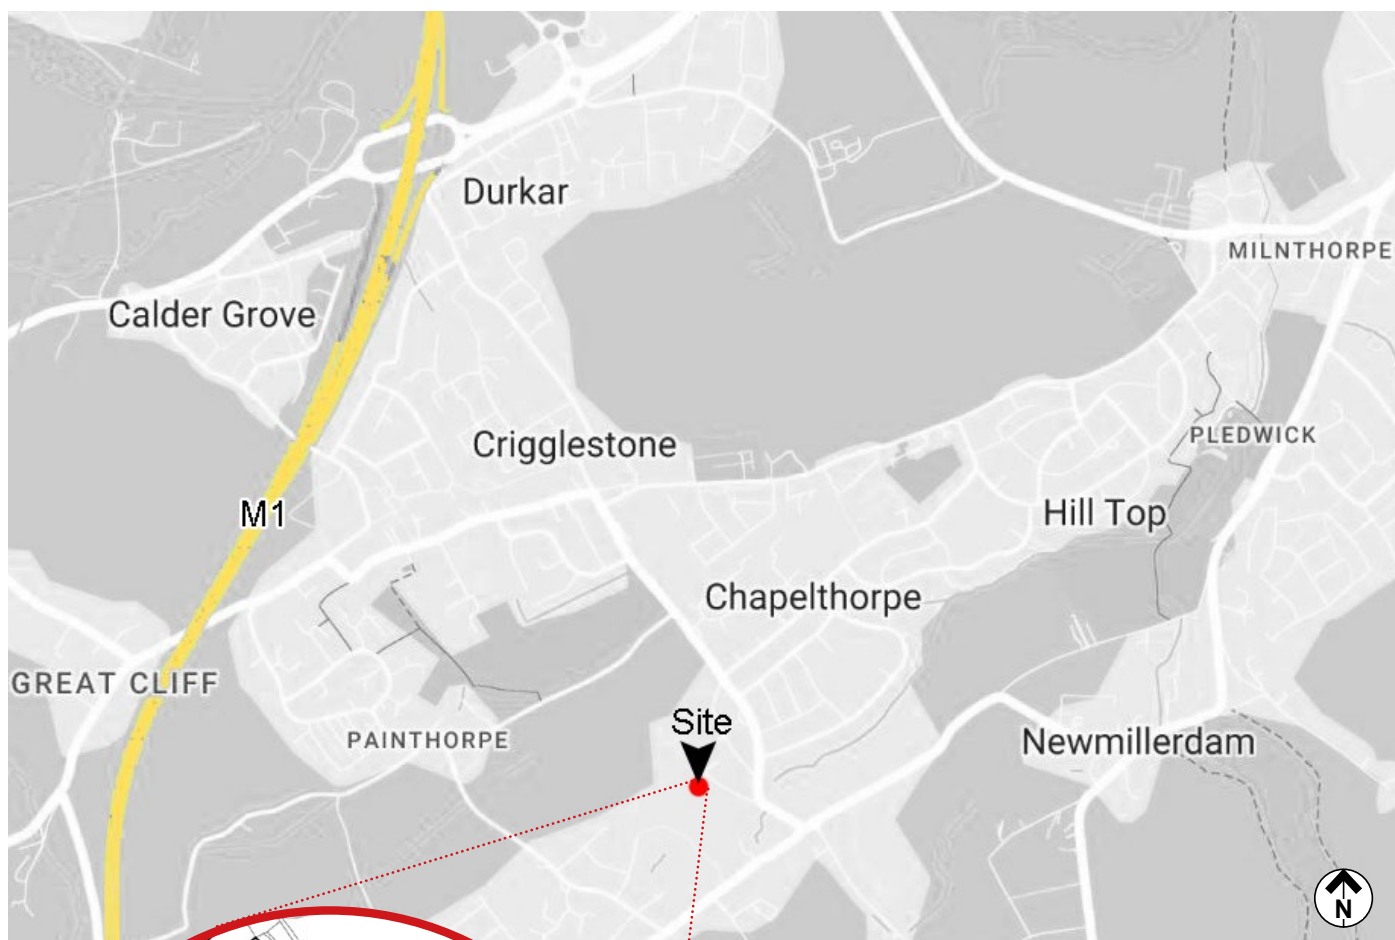 Durkar
MILNTHORPE
Calder Grove
Crigglestone
PLEDWICK
M1
Hill Top
Chapelthorpe
GREAT CLIFF
Site
PAINTHORPE
Newmillerdam
N